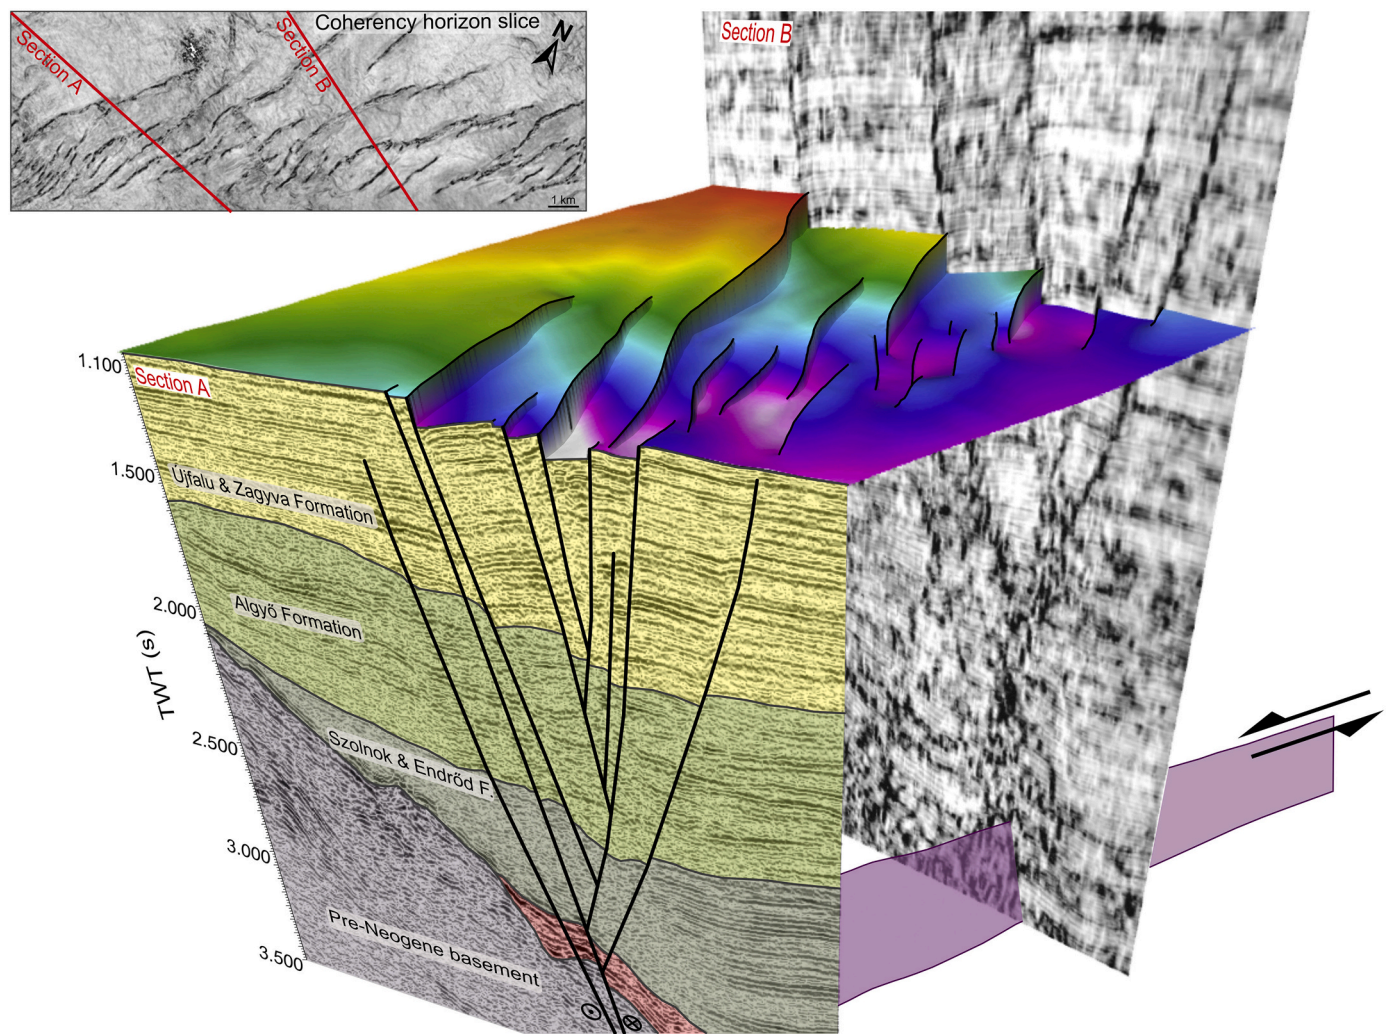 Coherency horizon slice
Section A
Section B
N
1 km
Section B
1.100
Section A
1.500
Újfalu & Zagyva Formation
2.000
Algyő Formation
TWT (s)
2.500
Szolnok & Endrőd F.
3.000
Pre-Neogene basement
3.500